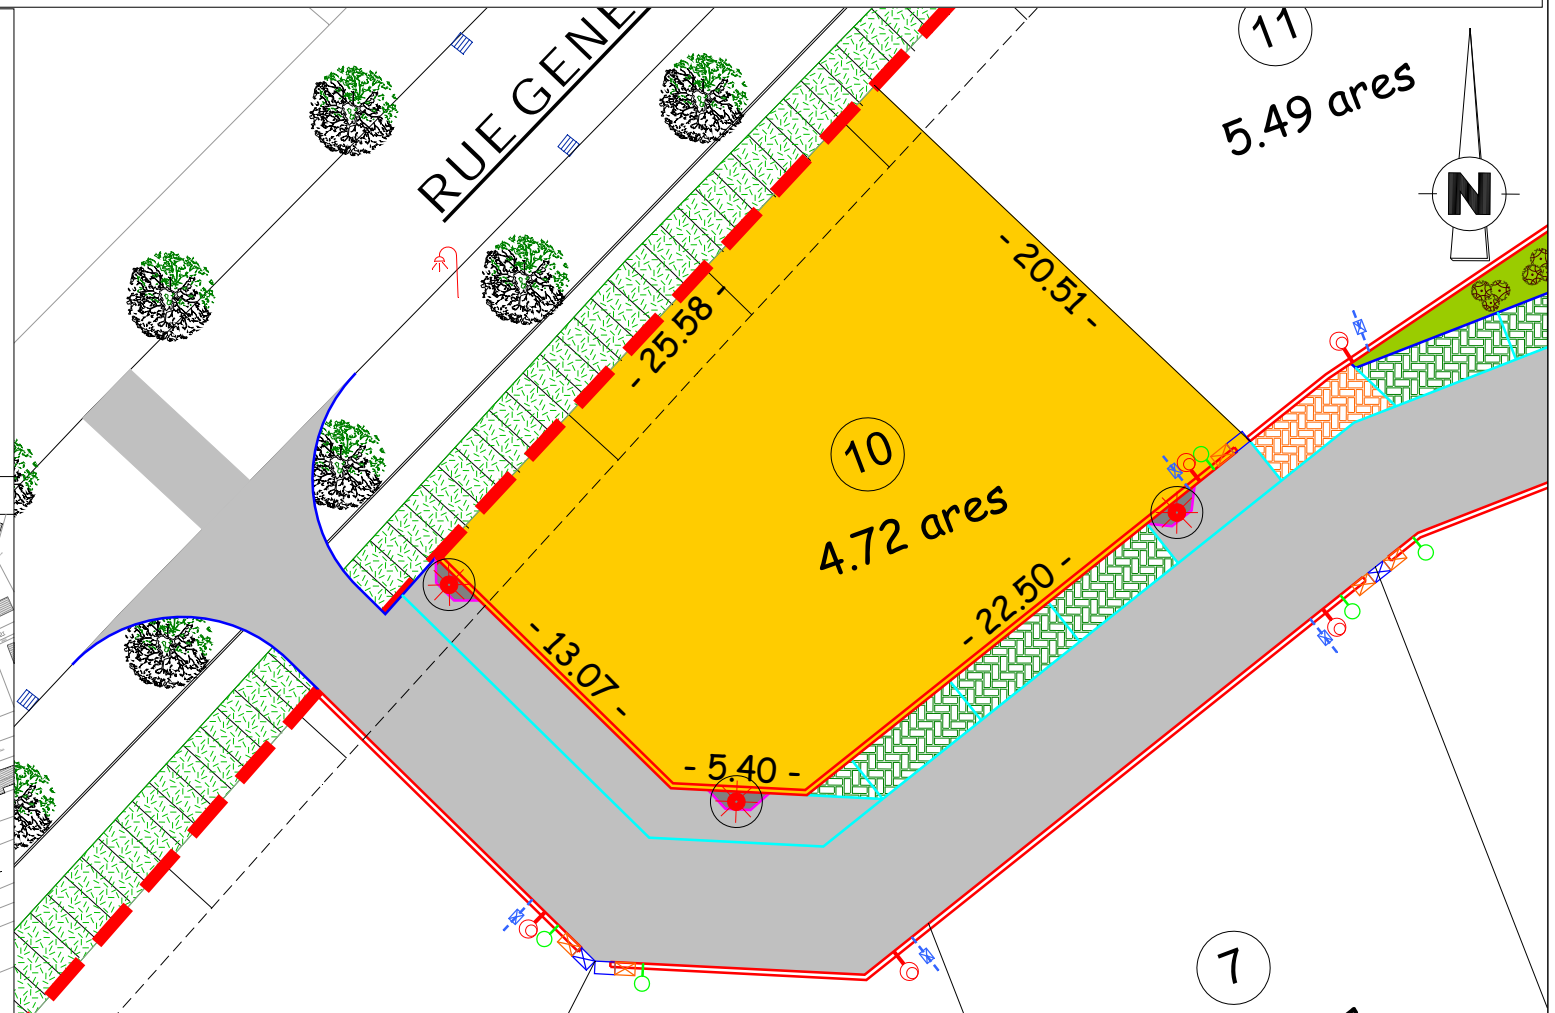 RUE GENE
11
5.49 ares
N
- 20.51 -
- 25.58 -
10
4.72 ares
- 22.50 -
- 13.07 -
- 5.40 -
7